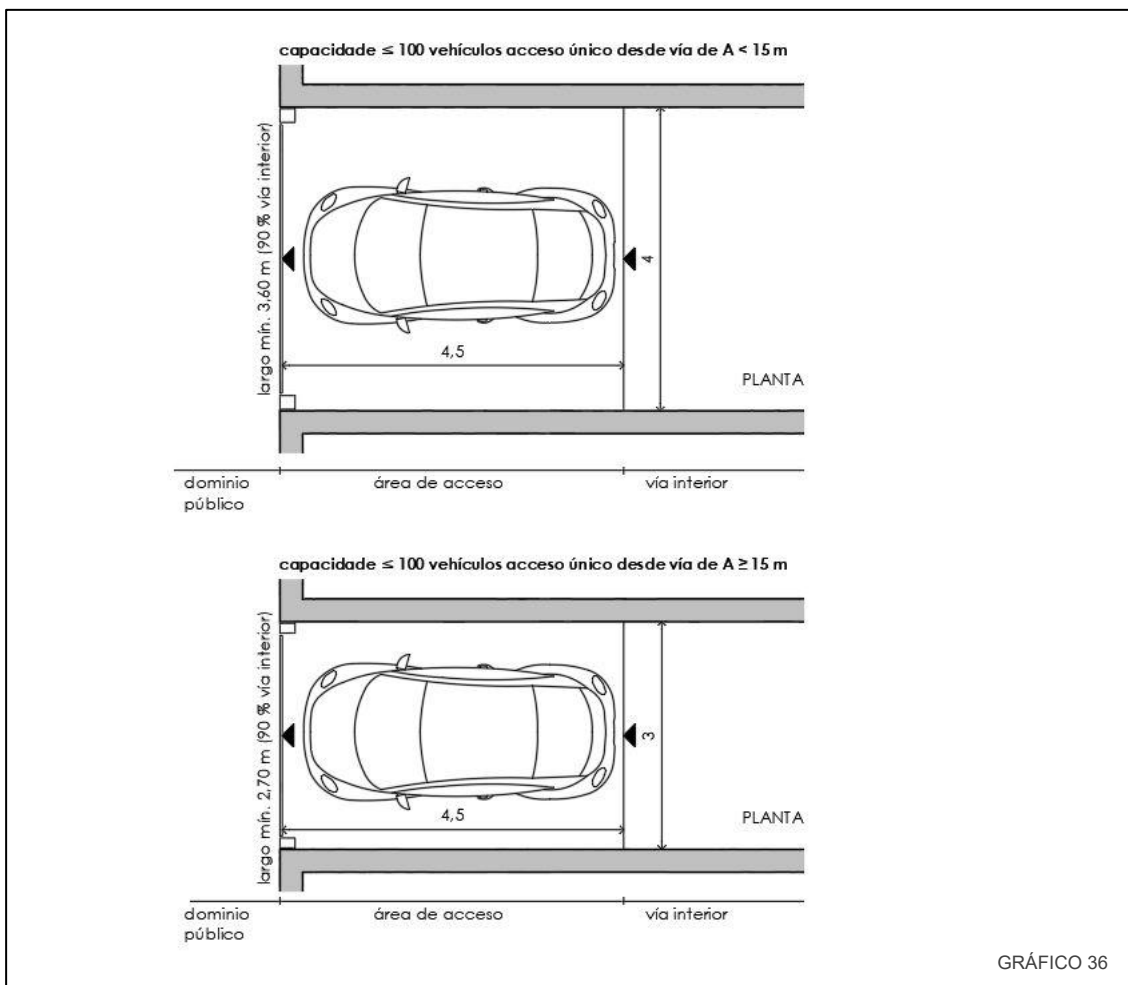 capacidade ≤ 100 vehículos acceso único desde vía de A < 15 m
largo mín. 3,60 m (90 % vía interior)
4
4,5
PLANTA
dominio público
área de acceso
vía interior
capacidade ≤ 100 vehículos acceso único desde vía de A ≥ 15 m
largo mín. 2,70 m (90 % vía interior)
3
4,5
PLANTA
dominio público
área de acceso
vía interior
GRÁFICO 36